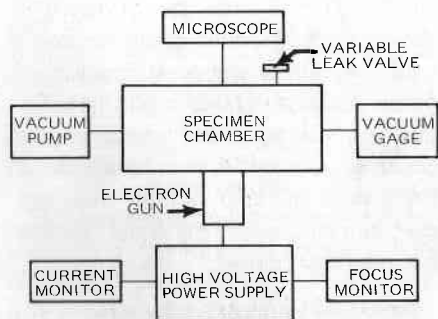 MICROSCOPE
VARIABLE
LEAK VALVE
VACUUM
PUMP
SPECIMEN
CHAMBER
VACUUM
GAGE
ELECTRON
GUN
CURRENT
MONITOR
HIGH VOLTAGE
POWER SUPPLY
FOCUS
MONITOR